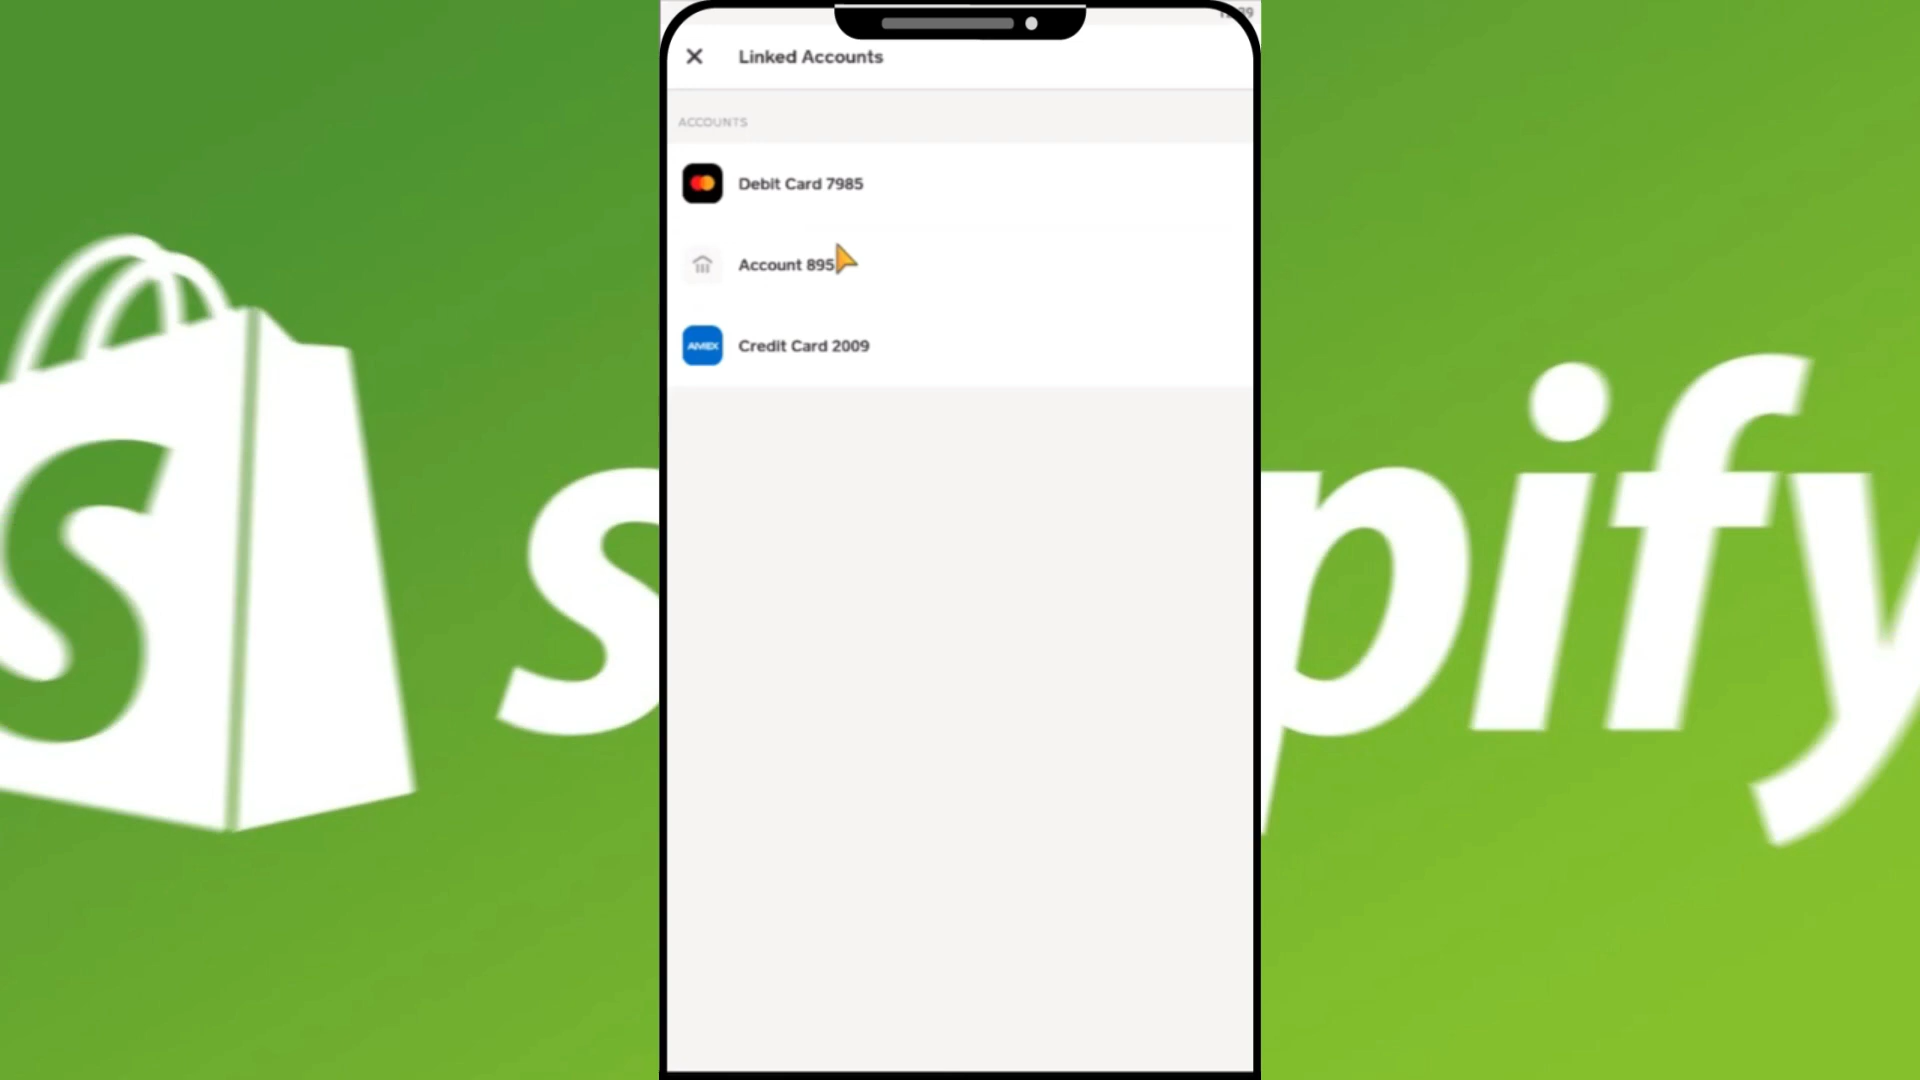 Linked Accounts
ACCOUNTS
Debit Card 7985
Account 895
AMEX
Credit Card 2009
S
s
pify